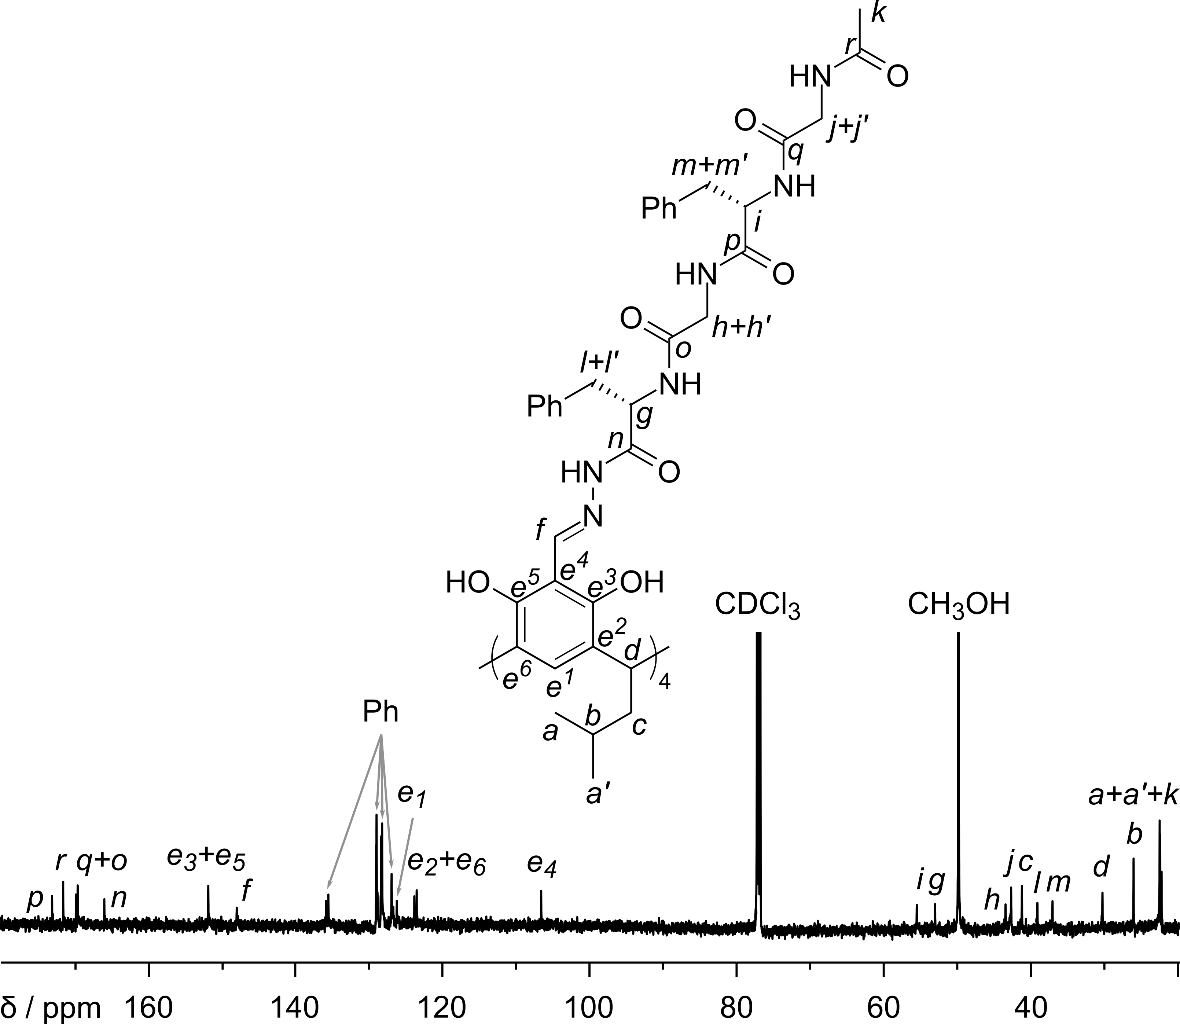 k
r
HN
O
O
j+j'
q
m+m'
NH
Ph
i
p
HN
O
O
h+h'
o
l+l'
NH
Ph
g
n
HN
O
N
f
HO e⁵ e⁴ e³ OH
e²
d
e⁶ e¹ 4
a b c
a'
CDCl₃
CH₃OH
Ph
e₁
a+a'+k
r q+o e₃+e₅ e₂+e₆ e₄ b
p n f i g h j c l m d
δ / ppm 160 140 120 100 80 60 40